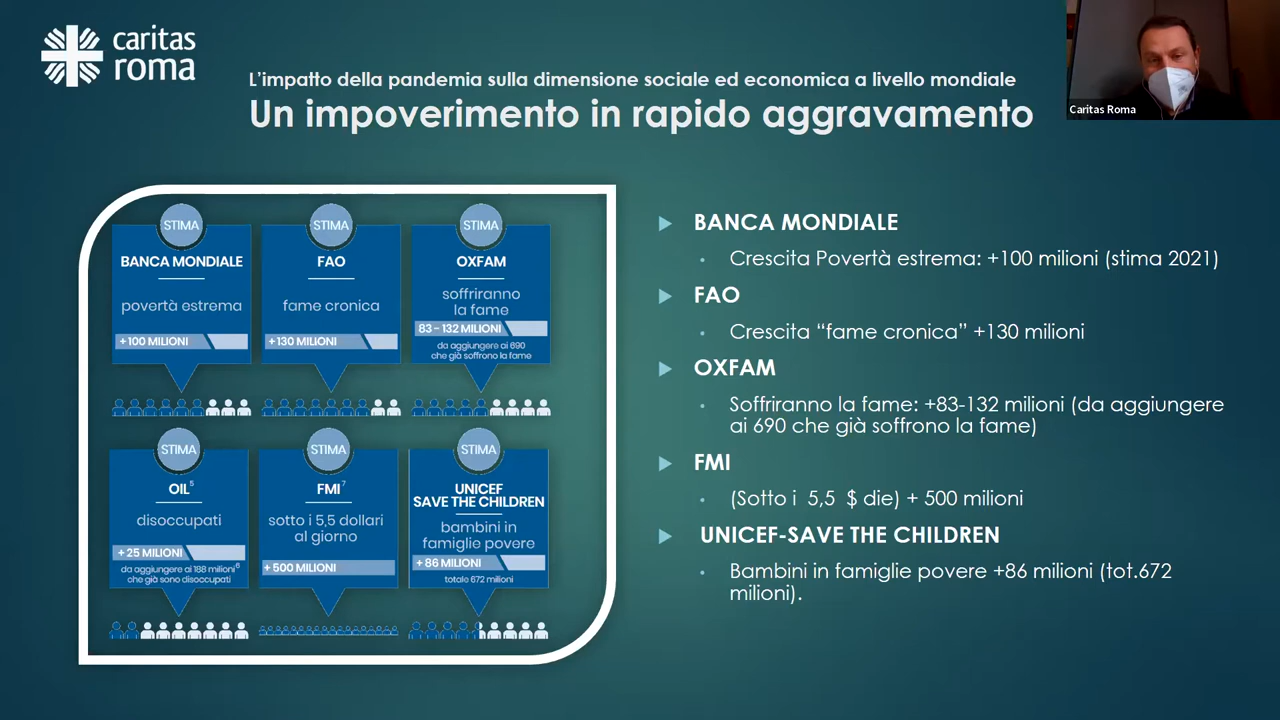 caritas
roma
L'impatto della pandemia sulla dimensione sociale ed economica a livello mondiale
Un impoverimento in rapido aggravamento
Caritas Roma
STIMA
BANCA MONDIALE
povertà estrema
+100 MILIONI
STIMA
FAO
fame cronica
+130 MILIONI
STIMA
OXFAM
soffriranno
la fame
83 - 132 MILIONI
da aggiungere ai 690
che già soffrono la fame
STIMA
OIL5
disoccupati
+ 25 MILIONI
da aggiungere ai 188 milioni6
che già sono disoccupati
STIMA
FMI7
sotto i 5,5 dollari
al giorno
+ 500 MILIONI
STIMA
UNICEF
SAVE THE CHILDREN
bambini in
famiglie povere
+ 86 MILIONI
totale 672 milioni
BANCA MONDIALE
Crescita Povertà estrema: +100 milioni (stima 2021)
FAO
Crescita “fame cronica” +130 milioni
OXFAM
Soffriranno la fame: +83-132 milioni (da aggiungere
ai 690 che già soffrono la fame)
FMI
(Sotto i 5,5 $ die) + 500 milioni
UNICEF-SAVE THE CHILDREN
Bambini in famiglie povere +86 milioni (tot.672
milioni).